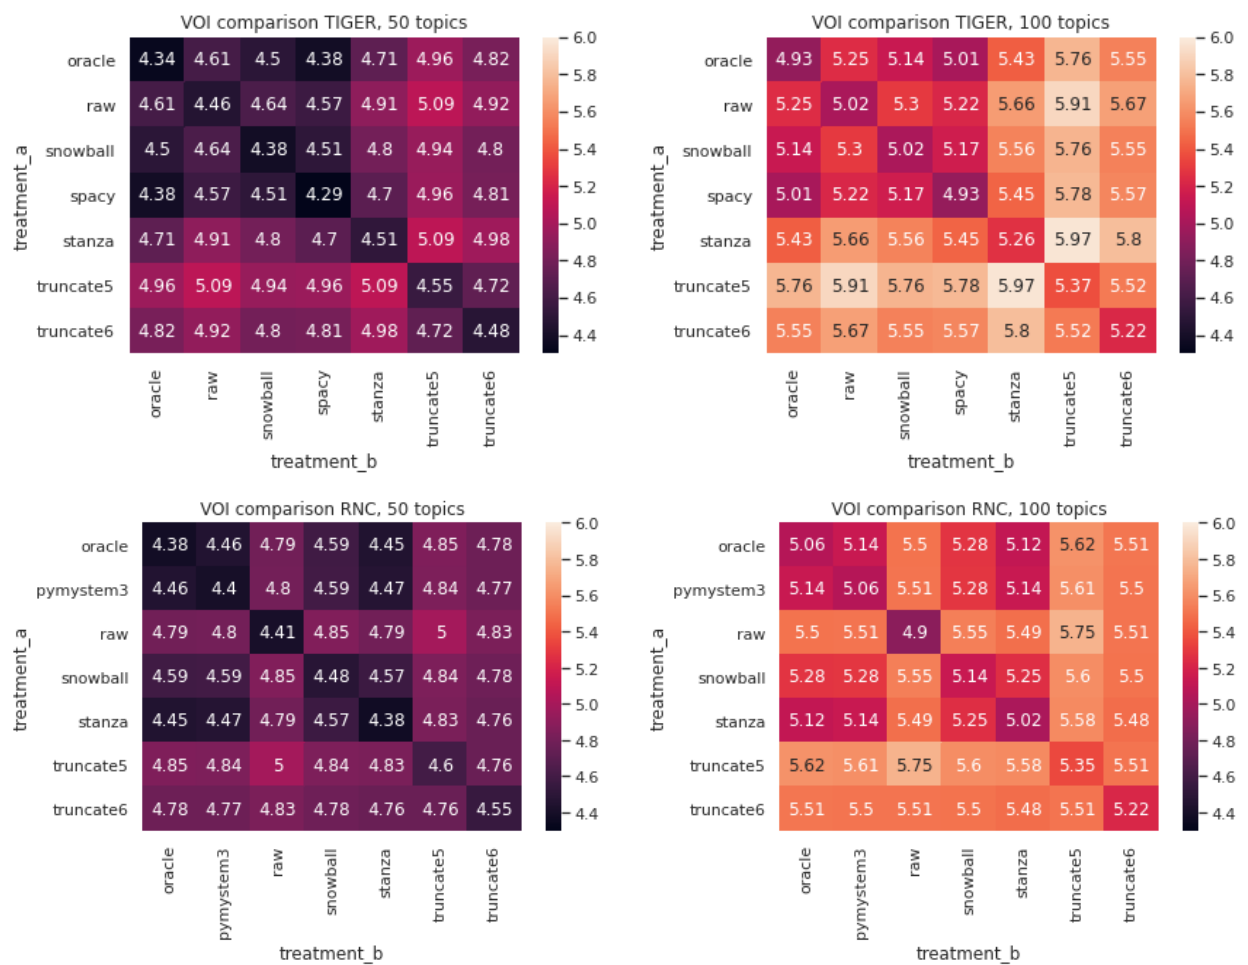 VOI comparison TIGER, 50 topics
treatment_a
oracle 4.34 4.61 4.5 4.38 4.71 4.96 4.82
raw 4.61 4.46 4.64 4.57 4.91 5.09 4.92
snowball 4.5 4.64 4.38 4.51 4.8 4.94 4.8
spacy 4.38 4.57 4.51 4.29 4.7 4.96 4.81
stanza 4.71 4.91 4.8 4.7 4.51 5.09 4.98
truncate5 4.96 5.09 4.94 4.96 5.09 4.55 4.72
truncate6 4.82 4.92 4.8 4.81 4.98 4.72 4.48
oracle raw snowball spacy stanza truncate5 truncate6
treatment_b
6.0
5.8
5.6
5.4
5.2
5.0
4.8
4.6
4.4
VOI comparison TIGER, 100 topics
treatment_a
oracle 4.93 5.25 5.14 5.01 5.43 5.76 5.55
raw 5.25 5.02 5.3 5.22 5.66 5.91 5.67
snowball 5.14 5.3 5.02 5.17 5.56 5.76 5.55
spacy 5.01 5.22 5.17 4.93 5.45 5.78 5.57
stanza 5.43 5.66 5.56 5.45 5.26 5.97 5.8
truncate5 5.76 5.91 5.76 5.78 5.97 5.37 5.52
truncate6 5.55 5.67 5.55 5.57 5.8 5.52 5.22
oracle raw snowball spacy stanza truncate5 truncate6
treatment_b
6.0
5.8
5.6
5.4
5.2
5.0
4.8
4.6
4.4
VOI comparison RNC, 50 topics
treatment_a
oracle 4.38 4.46 4.79 4.59 4.45 4.85 4.78
pymystem3 4.46 4.4 4.8 4.59 4.47 4.84 4.77
raw 4.79 4.8 4.41 4.85 4.79 5 4.83
snowball 4.59 4.59 4.85 4.48 4.57 4.84 4.78
stanza 4.45 4.47 4.79 4.57 4.38 4.83 4.76
truncate5 4.85 4.84 5 4.84 4.83 4.6 4.76
truncate6 4.78 4.77 4.83 4.78 4.76 4.76 4.55
oracle pymystem3 raw snowball stanza truncate5 truncate6
treatment_b
6.0
5.8
5.6
5.4
5.2
5.0
4.8
4.6
4.4
VOI comparison RNC, 100 topics
treatment_a
oracle 5.06 5.14 5.5 5.28 5.12 5.62 5.51
pymystem3 5.14 5.06 5.51 5.28 5.14 5.61 5.5
raw 5.5 5.51 4.9 5.55 5.49 5.75 5.51
snowball 5.28 5.28 5.55 5.14 5.25 5.6 5.5
stanza 5.12 5.14 5.49 5.25 5.02 5.58 5.48
truncate5 5.62 5.61 5.75 5.6 5.58 5.35 5.51
truncate6 5.51 5.5 5.51 5.5 5.48 5.51 5.22
oracle pymystem3 raw snowball stanza truncate5 truncate6
treatment_b
6.0
5.8
5.6
5.4
5.2
5.0
4.8
4.6
4.4